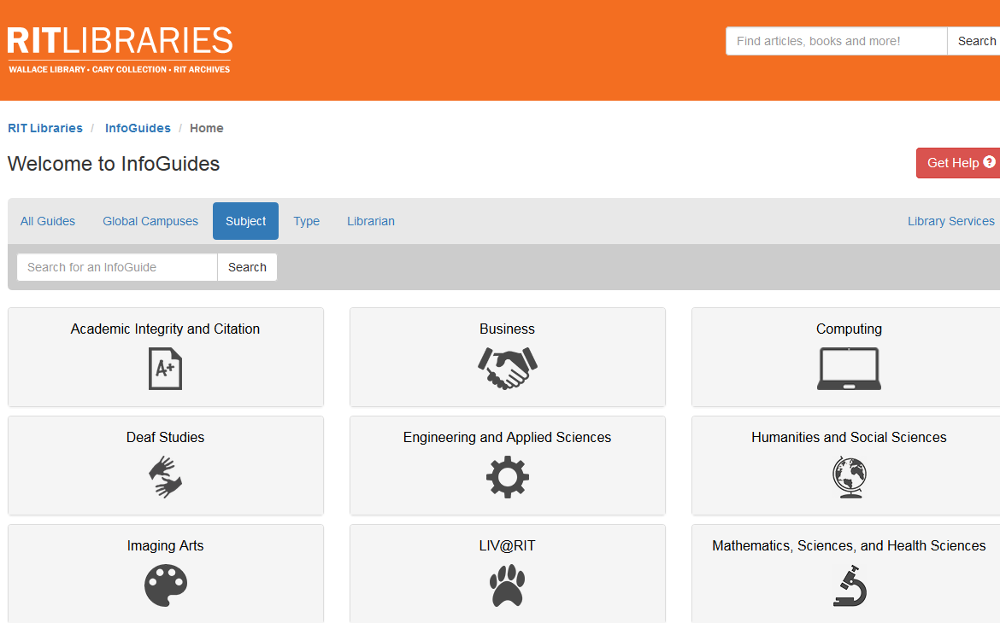 RITLIBRARIES
WALLACE LIBRARY • CARY COLLECTION • RIT ARCHIVES
Find articles, books and more! Search
RIT Libraries / InfoGuides / Home
Welcome to InfoGuides
Get Help ?
All Guides Global Campuses Subject Type Librarian Library Services
Search for an InfoGuide Search
Academic Integrity and Citation Business Computing
A+
Deaf Studies Engineering and Applied Sciences Humanities and Social Sciences
Imaging Arts LIV@RIT Mathematics, Sciences, and Health Sciences